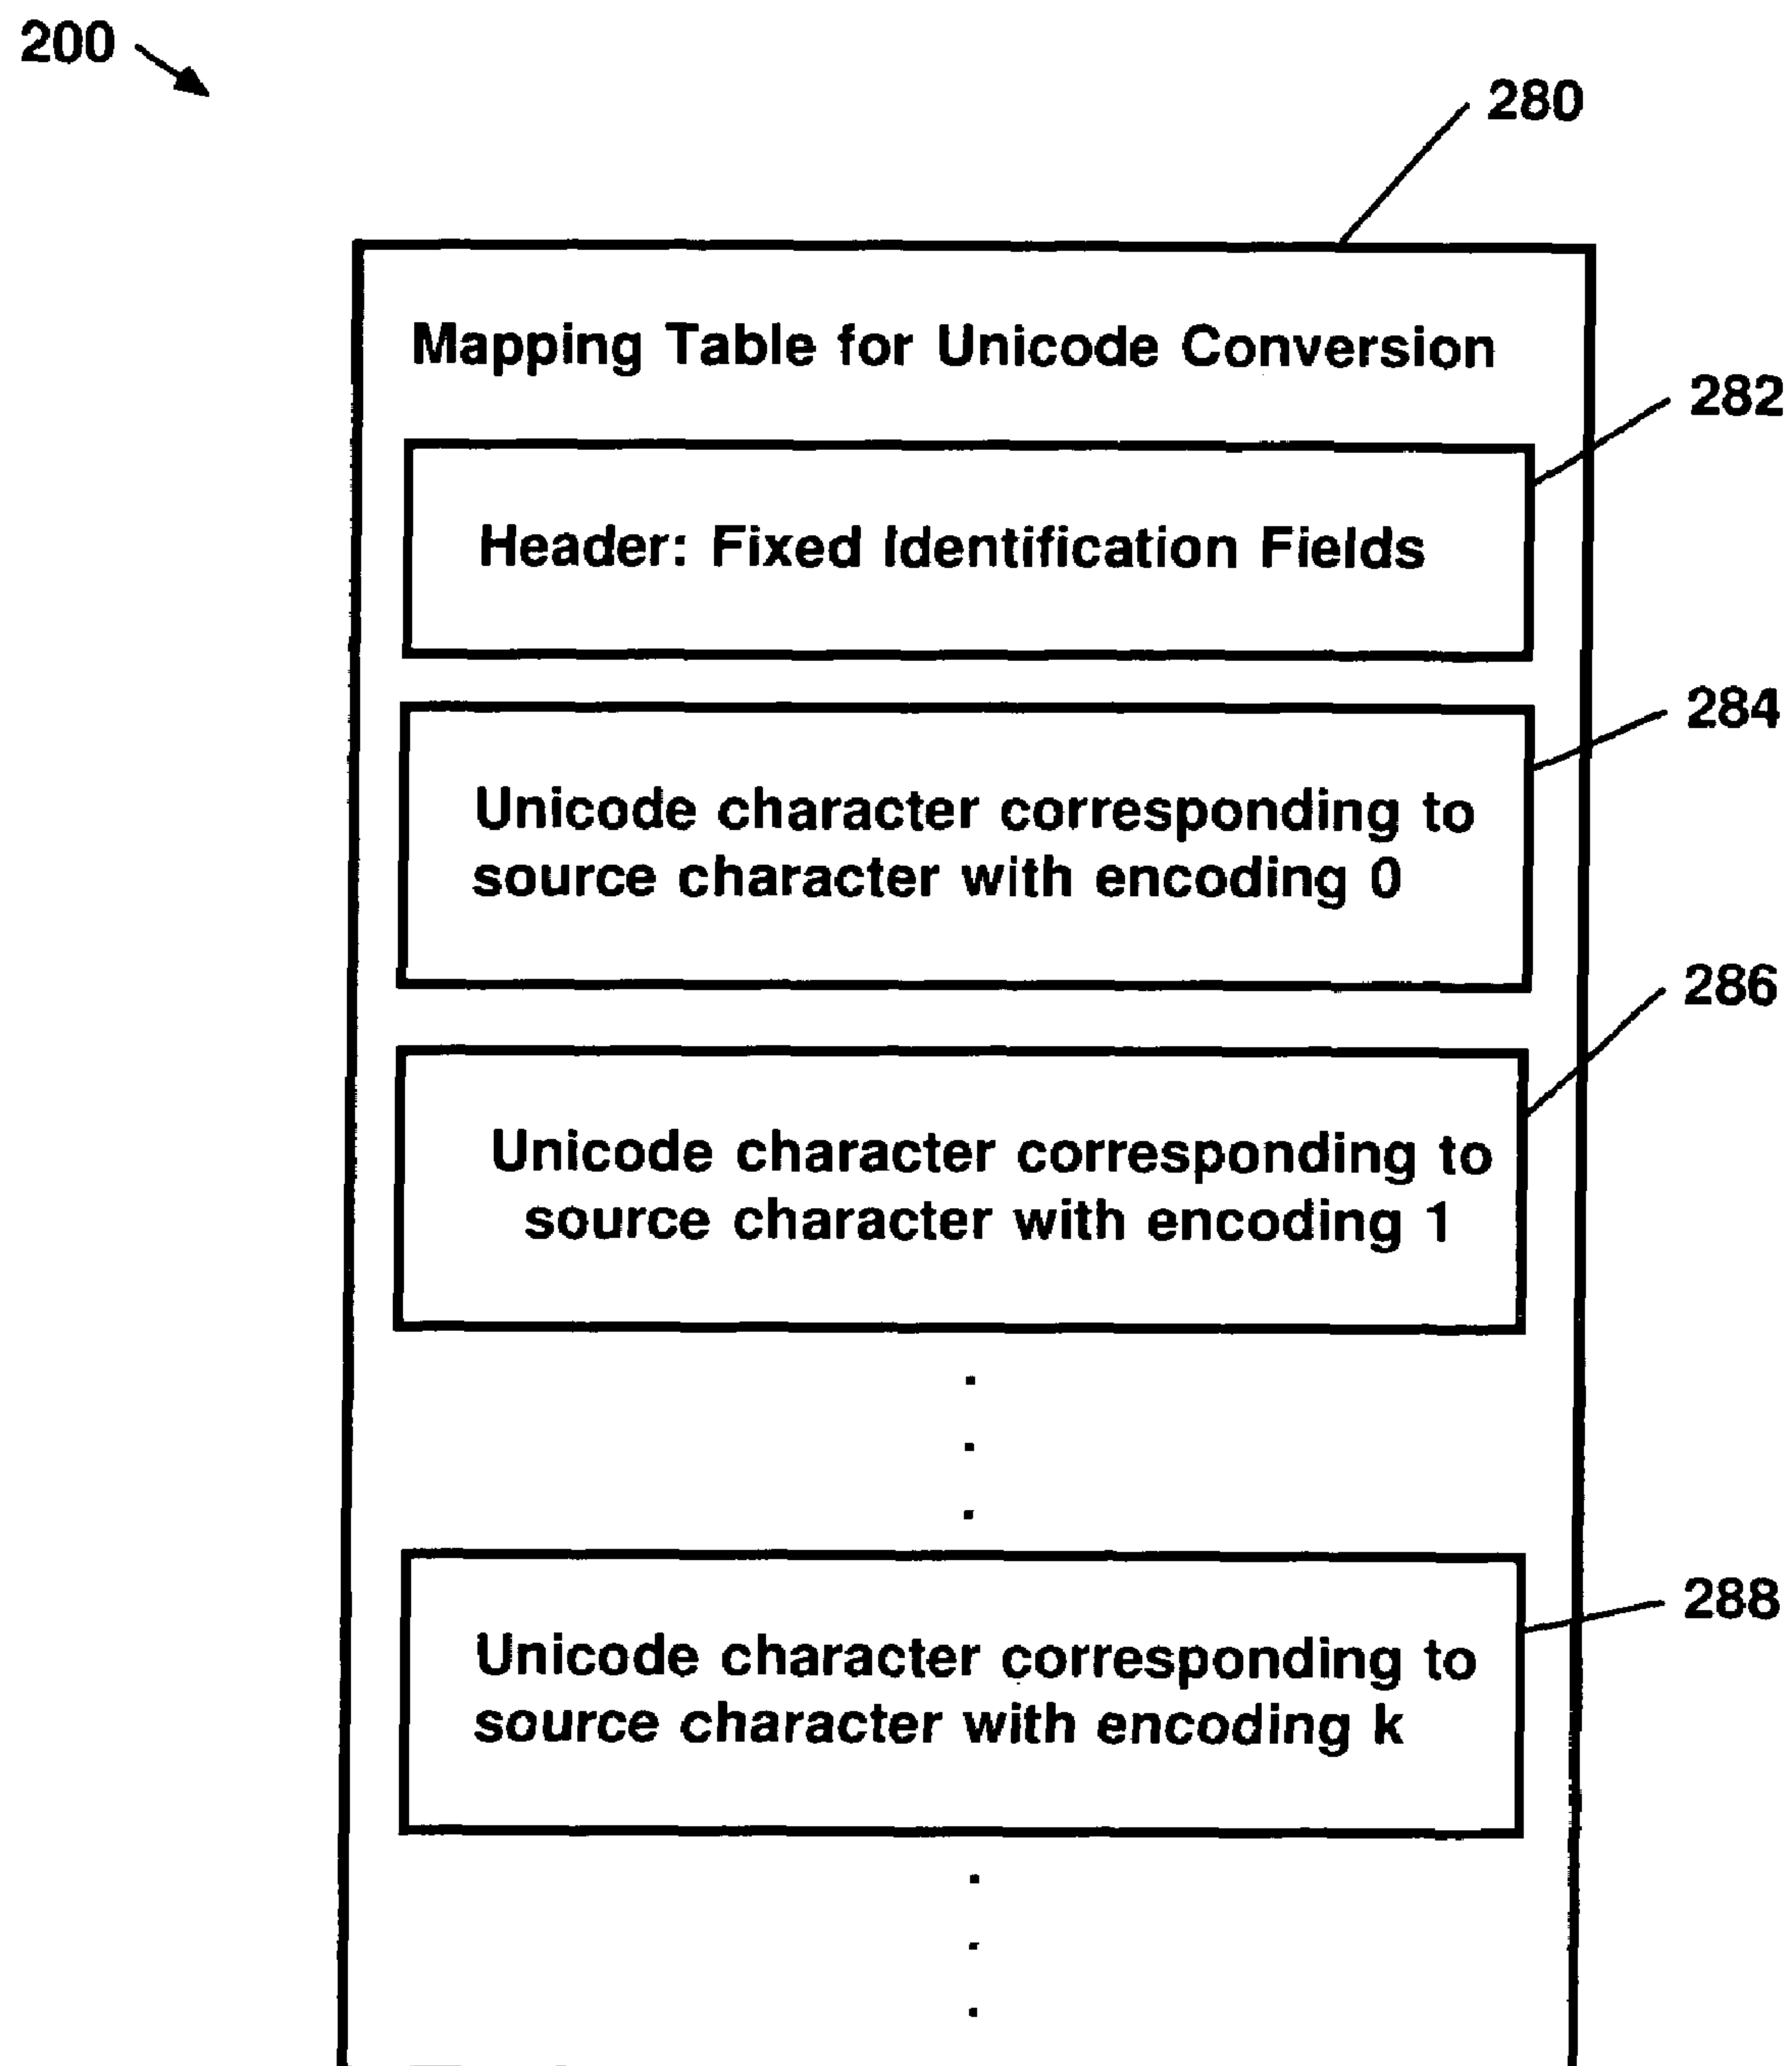 200
280
Mapping Table for Unicode Conversion
282
Header: Fixed Identification Fields
284
Unicode character corresponding to
source character with encoding 0
286
Unicode character corresponding to
source character with encoding 1
.
.
.
288
Unicode character corresponding to
source character with encoding k
.
.
.